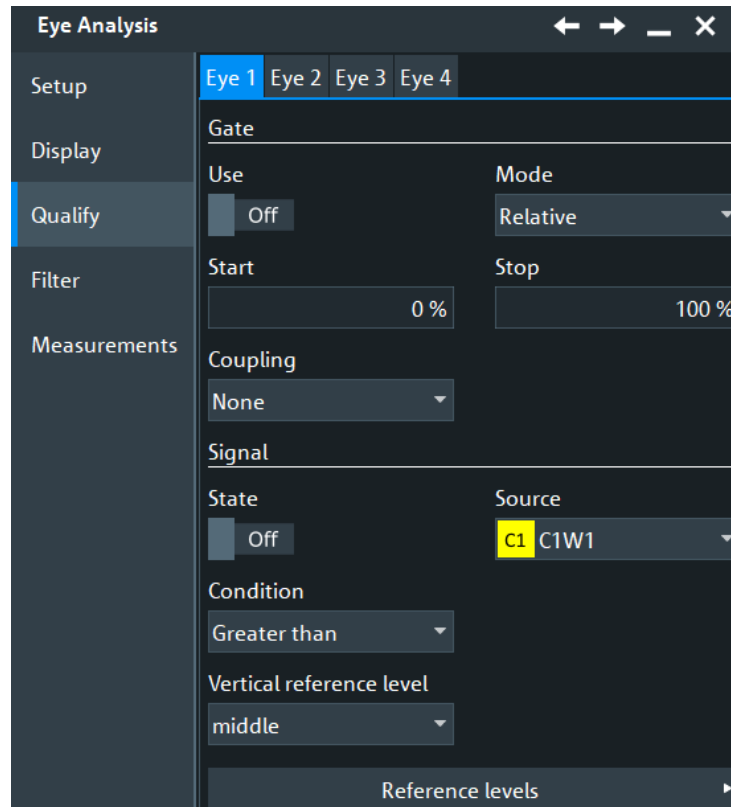 Eye Analysis
Setup
Display
Qualify
Filter
Measurements
Eye 1 Eye 2 Eye 3 Eye 4
Gate
Use Mode
Off Relative
Start Stop
0 % 100 %
Coupling
None
Signal
State Source
Off C1 C1W1
Condition
Greater than
Vertical reference level
middle
Reference levels